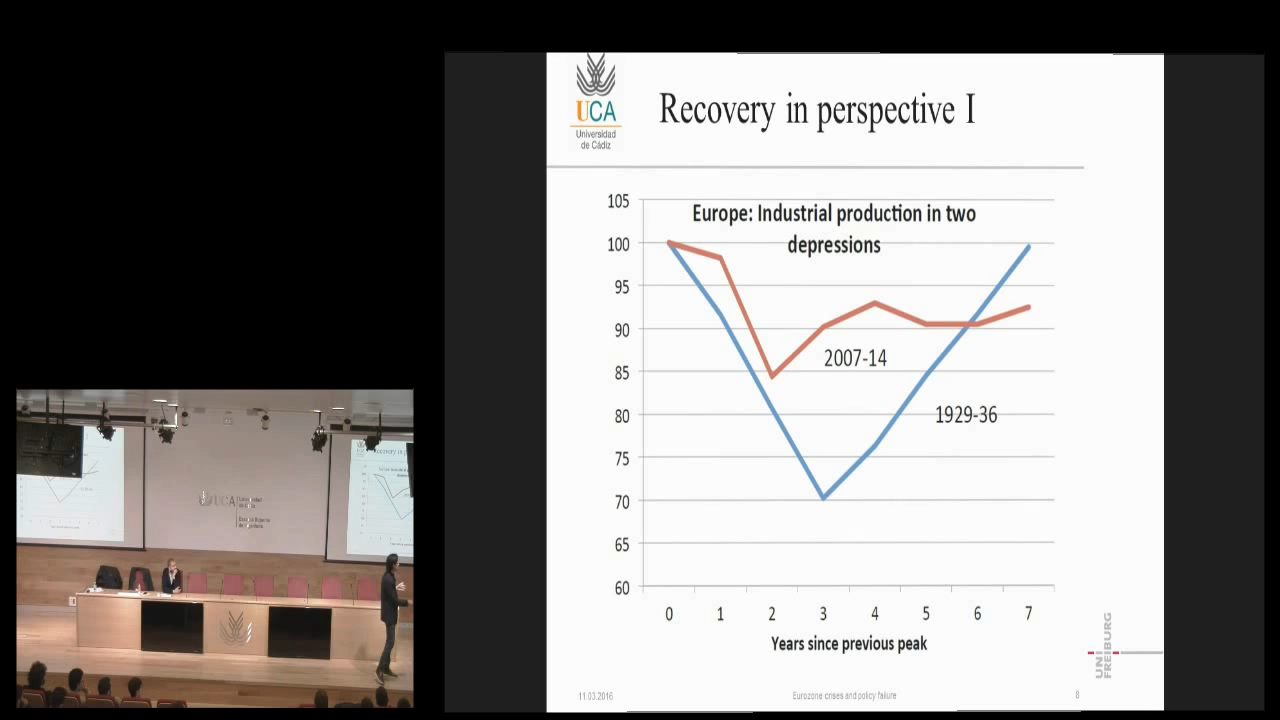 UCA
Universidad
de Cádiz
Recovery in perspective I
Europe: Industrial production in two
depressions
105
100
95
90
85
80
75
70
65
60
2007-14
1929-36
0 1 2 3 4 5 6 7
Years since previous peak
UNI
FREIBURG
11.03.2016 Eurozone crises and policy failure 8
UCA